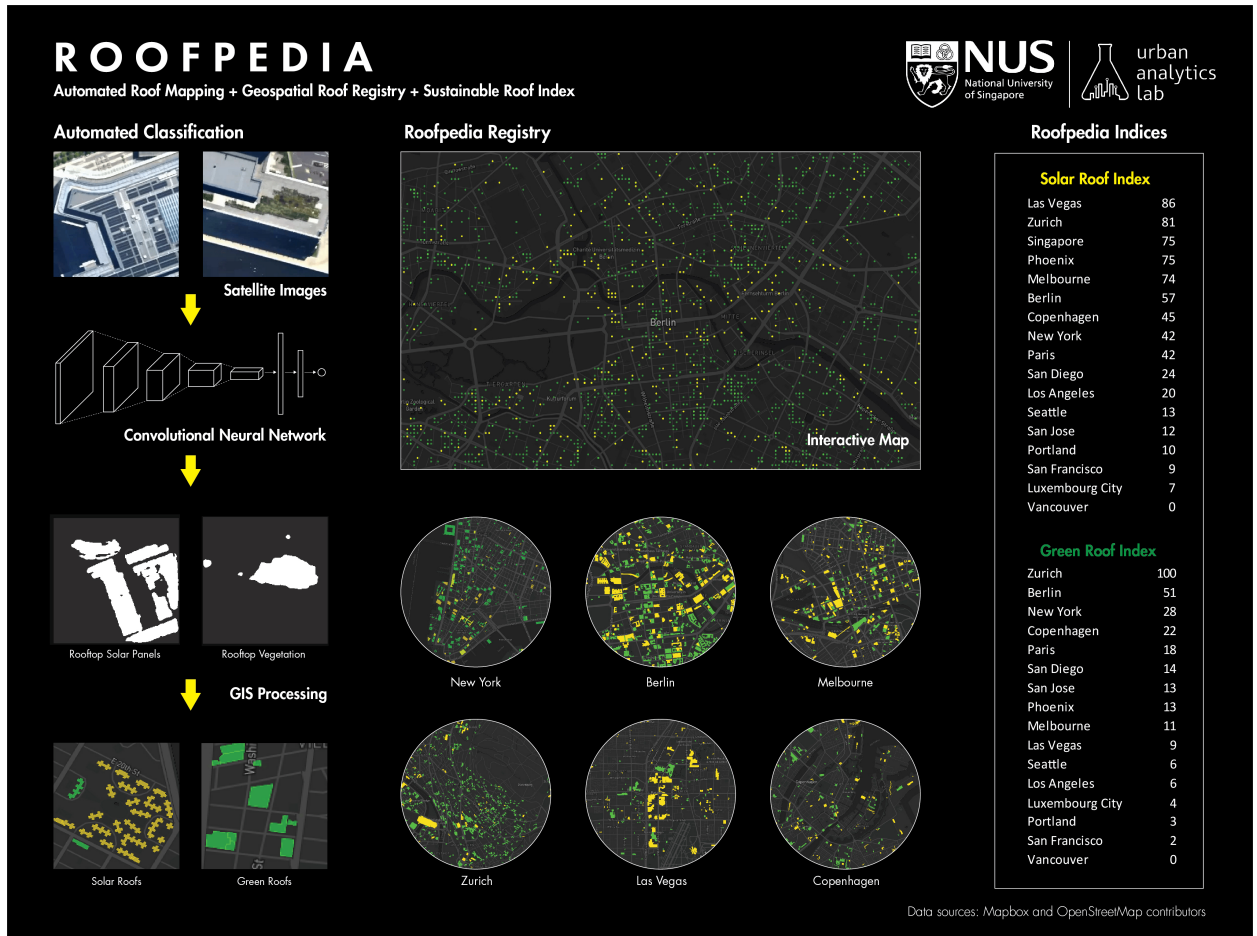 ROOFPEDIA
Automated Roof Mapping + Geospatial Roof Registry + Sustainable Roof Index
NUS
National University
of Singapore
urban
analytics
lab
Automated Classification
Satellite Images
Convolutional Neural Network
Rooftop Solar Panels
Rooftop Vegetation
GIS Processing
E 20th St
Washi
St
Solar Roofs
Green Roofs
Roofpedia Registry
Berlin
Interactive Map
New York
Berlin
Melbourne
Zurich
Las Vegas
Copenhagen
Roofpedia Indices
Solar Roof Index
Las Vegas 86
Zurich 81
Singapore 75
Phoenix 75
Melbourne 74
Berlin 57
Copenhagen 45
New York 42
Paris 42
San Diego 24
Los Angeles 20
Seattle 13
San Jose 12
Portland 10
San Francisco 9
Luxembourg City 7
Vancouver 0
Green Roof Index
Zurich 100
Berlin 51
New York 28
Copenhagen 22
Paris 18
San Diego 14
San Jose 13
Phoenix 13
Melbourne 11
Las Vegas 9
Seattle 6
Los Angeles 6
Luxembourg City 4
Portland 3
San Francisco 2
Vancouver 0
Data sources: Mapbox and OpenStreetMap contributors